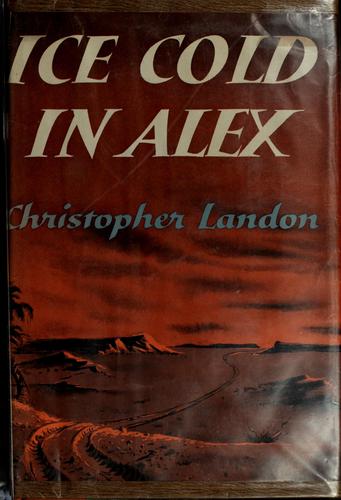 ICE COLD
IN ALEX
Christopher Landon